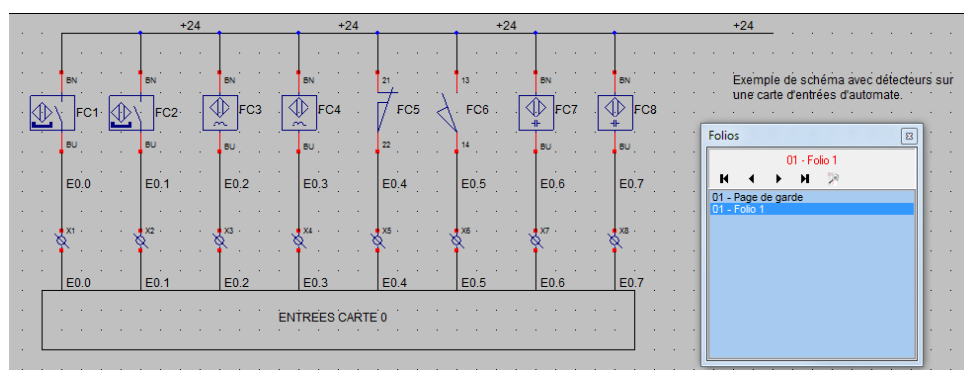 +24 +24 +24 +24
BN BN BN BN 21 13 BN BN
FC1 FC2 FC3 FC4 FC5 FC6 FC7 FC8
BU BU BU BU 22 14 BU BU
E0.0 E0.1 E0.2 E0.3 E0.4 E0.5 E0.6 E0.7
X1 X2 X3 X4 X5 X6 X7 X8
E0.0 E0.1 E0.2 E0.3 E0.4 E0.5 E0.6 E0.7
ENTREES CARTE 0
Exemple de schéma avec détecteurs sur
une carte d'entrées d'automate.
Folios
01 - Folio 1
01 - Page de garde
01 - Folio 1